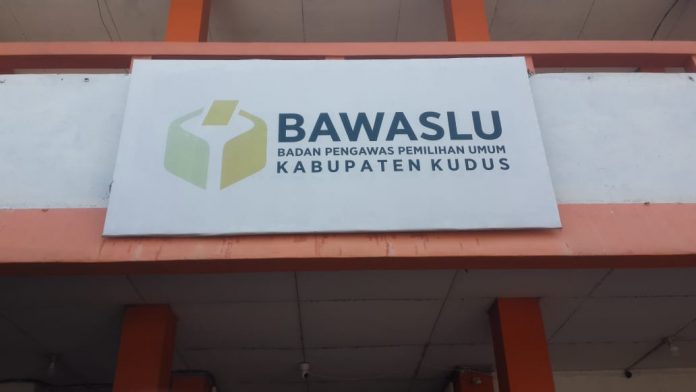 BAWASLU
BADAN PENGAWAS PEMILIHAN UMUM
KABUPATEN KUDUS